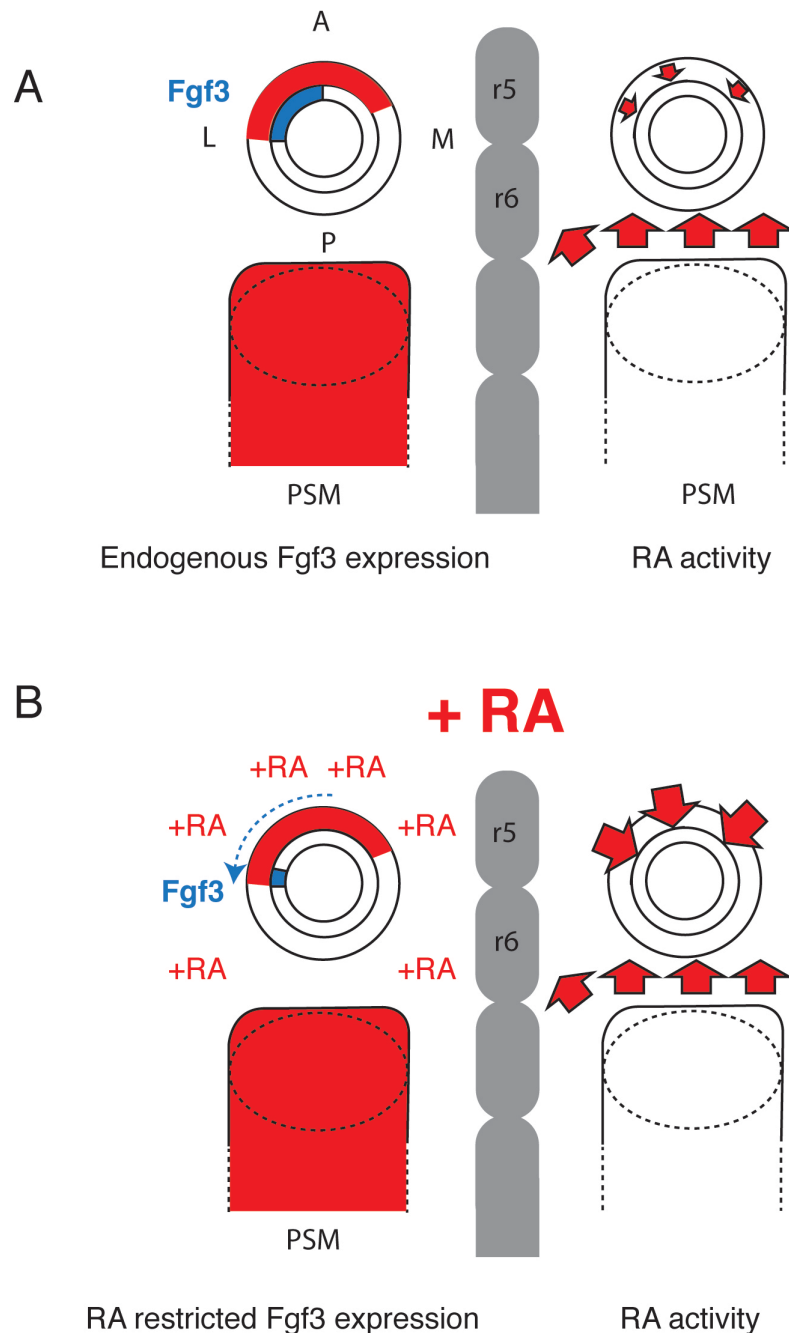 A
A
Fgf3
L
M
P
r5
r6
PSM
PSM
Endogenous Fgf3 expression
RA activity
B
+ RA
+RA
+RA
+RA
+RA
Fgf3
+RA
+RA
r5
r6
PSM
RA restricted Fgf3 expression
RA activity